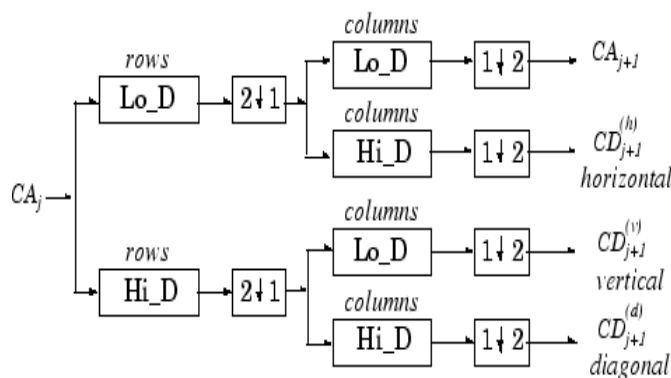 columns
rows
Lo_D
1↓2
CA_{j+1}
Lo_D
2↓1
columns
Hi_D
1↓2
CD_{j+1}^{(h)}
horizontal
CA_j
columns
rows
Lo_D
1↓2
CD_{j+1}^{(v)}
vertical
Hi_D
2↓1
columns
Hi_D
1↓2
CD_{j+1}^{(d)}
diagonal